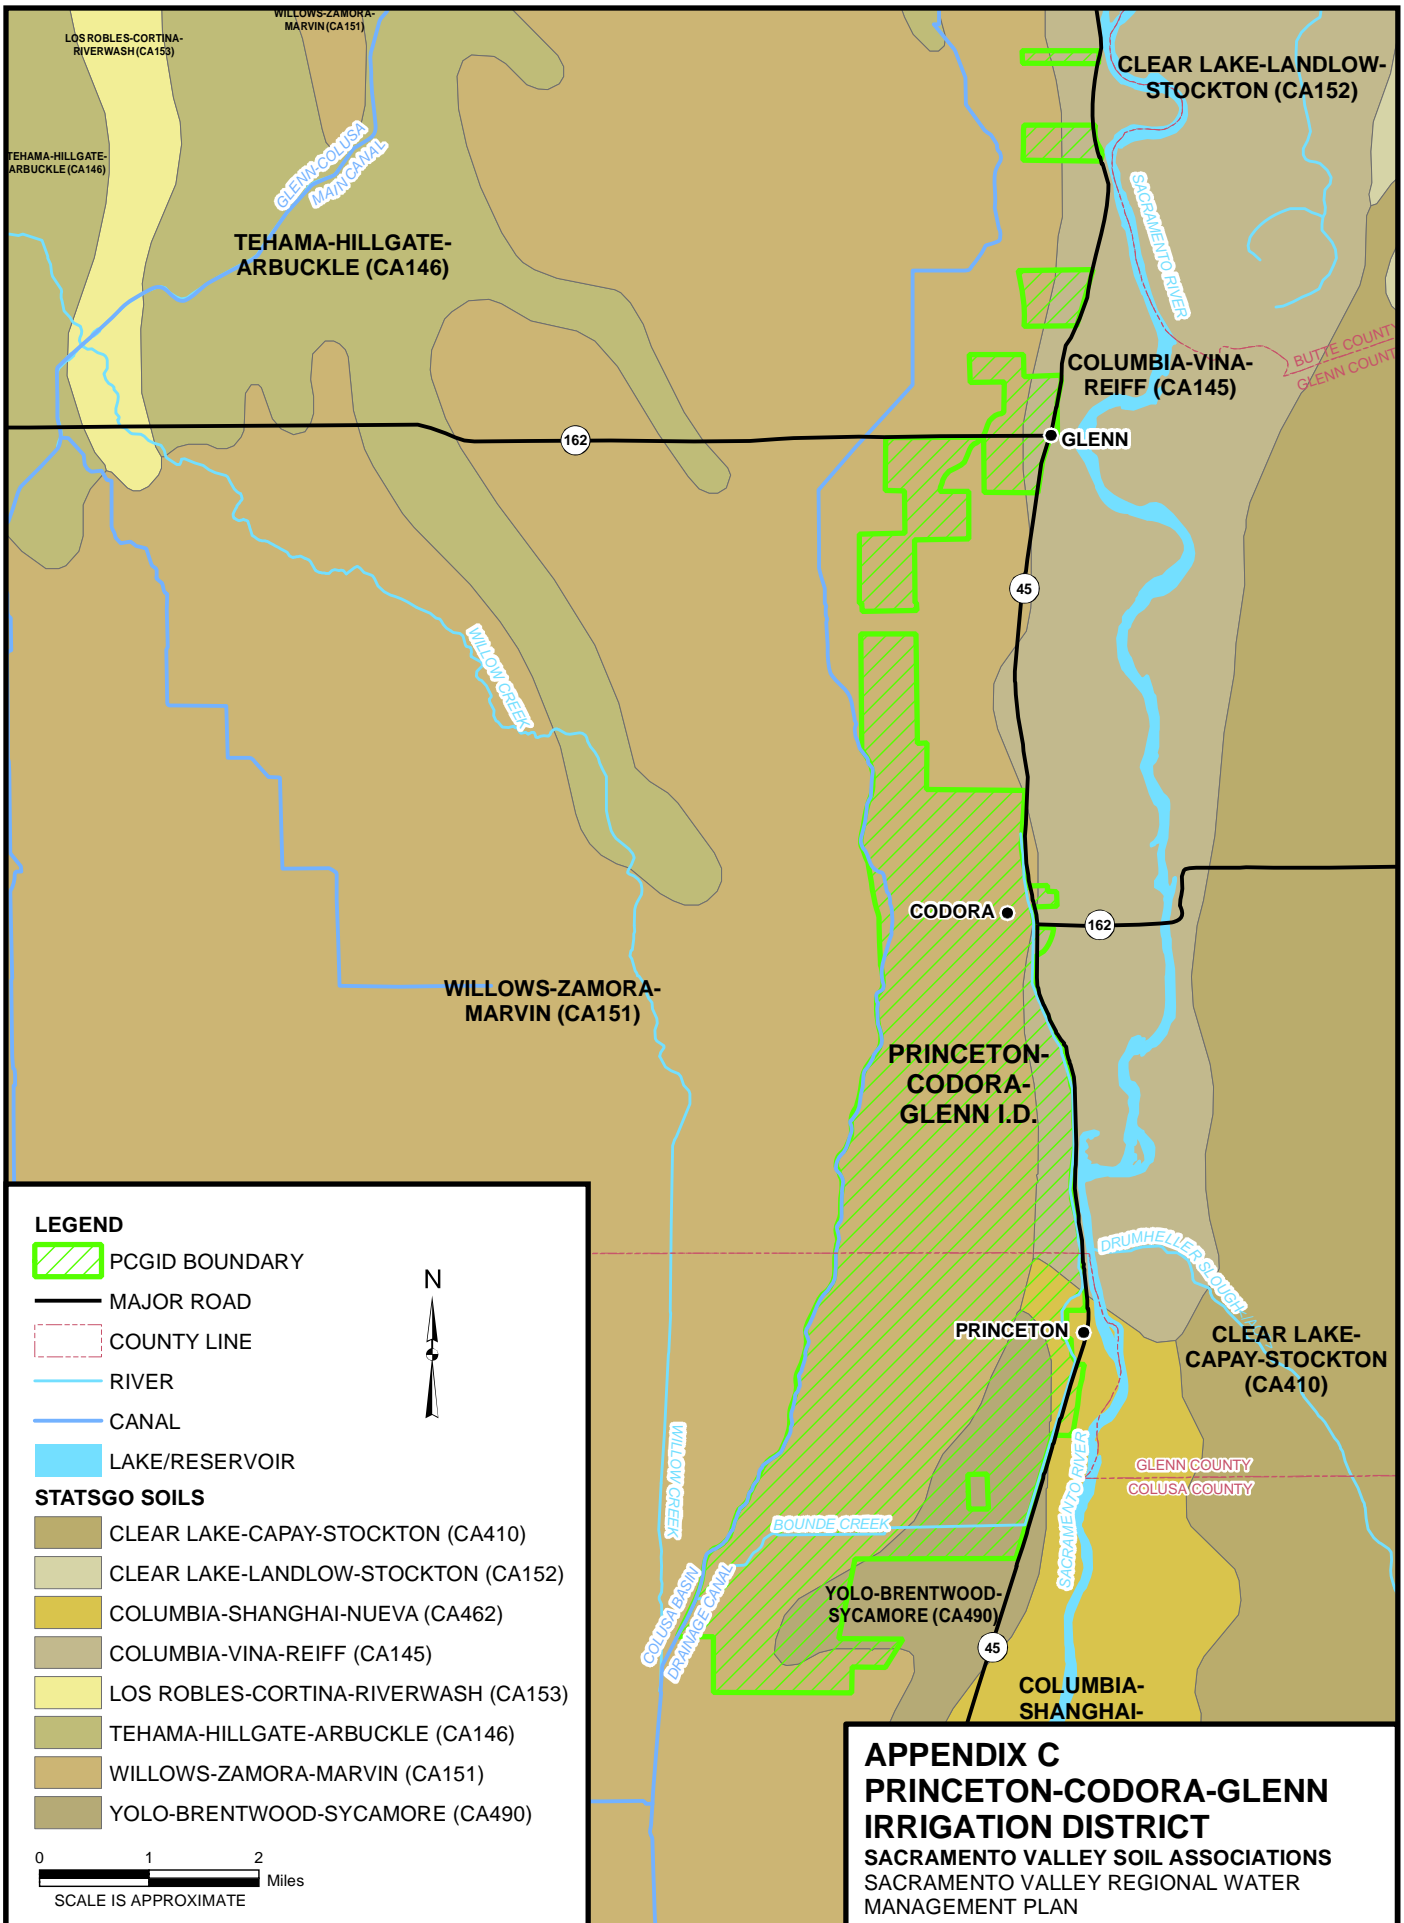 WILLOWS-ZAMORA-
MARVIN (CA151)
LOS ROBLES-CORTINA-
RIVERWASH (CA153)
CLEAR LAKE-LANDLOW-
STOCKTON (CA152)
TEHAMA-HILLGATE-
ARBUCKLE (CA146)
GLENN-COLUSA
MAIN CANAL
SACRAMENTO RIVER
TEHAMA-HILLGATE-
ARBUCKLE (CA146)
BUTTE COUNTY
GLENN COUNTY
COLUMBIA-VINA-
REIFF (CA145)
162
GLENN
45
WILLOW CREEK
CODORA
162
WILLOWS-ZAMORA-
MARVIN (CA151)
PRINCETON-
CODORA-
GLENN I.D.
DRUMHELLER SLOUGH
PRINCETON
CLEAR LAKE-
CAPAY-STOCKTON
(CA410)
WILLOW CREEK
SACRAMENTO RIVER
GLENN COUNTY
COLUSA COUNTY
BOUNDE CREEK
COLUSA BASIN
DRAINAGE CANAL
YOLO-BRENTWOOD-
SYCAMORE (CA490)
45
COLUMBIA-
SHANGHAI-
LEGEND
PCGID BOUNDARY
MAJOR ROAD
COUNTY LINE
RIVER
CANAL
LAKE/RESERVOIR
N
STATSGO SOILS
CLEAR LAKE-CAPAY-STOCKTON (CA410)
CLEAR LAKE-LANDLOW-STOCKTON (CA152)
COLUMBIA-SHANGHAI-NUEVA (CA462)
COLUMBIA-VINA-REIFF (CA145)
LOS ROBLES-CORTINA-RIVERWASH (CA153)
TEHAMA-HILLGATE-ARBUCKLE (CA146)
WILLOWS-ZAMORA-MARVIN (CA151)
YOLO-BRENTWOOD-SYCAMORE (CA490)
0 1 2
Miles
SCALE IS APPROXIMATE
APPENDIX C
PRINCETON-CODORA-GLENN
IRRIGATION DISTRICT
SACRAMENTO VALLEY SOIL ASSOCIATIONS
SACRAMENTO VALLEY REGIONAL WATER
MANAGEMENT PLAN